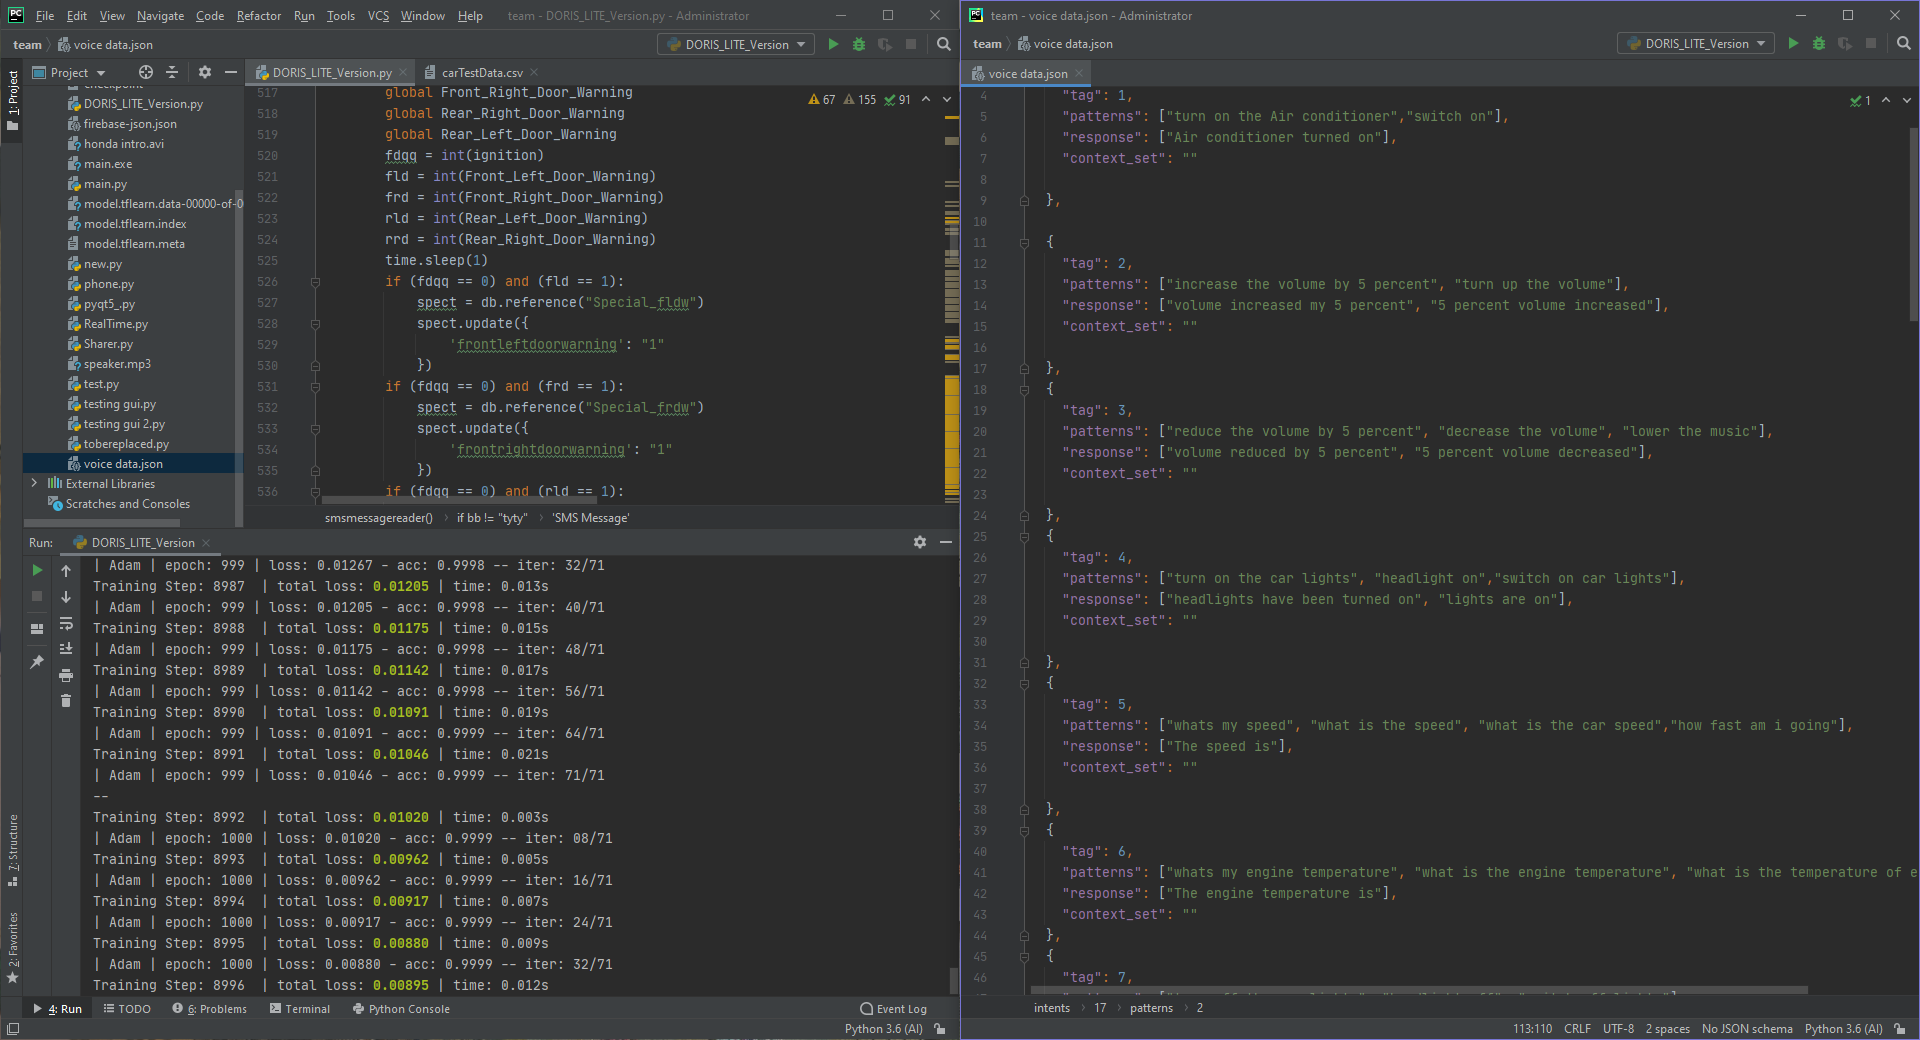 File Edit View Navigate Code Refactor Run Tools VCS Window Help team - DORIS_LITE_Version.py - Administrator
team voice data.json DORIS_LITE_Version
1: Project
Project
checkpoint
DORIS_LITE_Version.py
firebase-json.json
honda intro.avi
main.exe
main.py
model.tflearn.data-00000-of-0
model.tflearn.index
model.tflearn.meta
new.py
phone.py
pyqt5_.py
RealTime.py
Sharer.py
speaker.mp3
test.py
testing gui.py
testing gui 2.py
tobereplaced.py
voice data.json
External Libraries
Scratches and Consoles
DORIS_LITE_Version.py carTestData.csv
67 155 91
517 global Front_Right_Door_Warning
518 global Rear_Right_Door_Warning
519 global Rear_Left_Door_Warning
520 fdqq = int(ignition)
521 fld = int(Front_Left_Door_Warning)
522 frd = int(Front_Right_Door_Warning)
523 rld = int(Rear_Left_Door_Warning)
524 rrd = int(Rear_Right_Door_Warning)
525 time.sleep(1)
526 if (fdqq == 0) and (fld == 1):
527 spect = db.reference("Special_fldw")
528 spect.update({
529 'frontleftdoorwarning': "1"
530 })
531 if (fdqq == 0) and (frd == 1):
532 spect = db.reference("Special_frdw")
533 spect.update({
534 'frontrightdoorwarning': "1"
535 })
536 if (fdqq == 0) and (rld == 1):
smsmessagereader() if bb != "tyty" 'SMS Message'
Run: DORIS_LITE_Version
| Adam | epoch: 999 | loss: 0.01267 - acc: 0.9998 -- iter: 32/71
Training Step: 8987 | total loss: 0.01205 | time: 0.013s
| Adam | epoch: 999 | loss: 0.01205 - acc: 0.9998 -- iter: 40/71
Training Step: 8988 | total loss: 0.01175 | time: 0.015s
| Adam | epoch: 999 | loss: 0.01175 - acc: 0.9998 -- iter: 48/71
Training Step: 8989 | total loss: 0.01142 | time: 0.017s
| Adam | epoch: 999 | loss: 0.01142 - acc: 0.9998 -- iter: 56/71
Training Step: 8990 | total loss: 0.01091 | time: 0.019s
| Adam | epoch: 999 | loss: 0.01091 - acc: 0.9998 -- iter: 64/71
Training Step: 8991 | total loss: 0.01046 | time: 0.021s
| Adam | epoch: 999 | loss: 0.01046 - acc: 0.9999 -- iter: 71/71
--
Training Step: 8992 | total loss: 0.01020 | time: 0.003s
| Adam | epoch: 1000 | loss: 0.01020 - acc: 0.9999 -- iter: 08/71
Training Step: 8993 | total loss: 0.00962 | time: 0.005s
| Adam | epoch: 1000 | loss: 0.00962 - acc: 0.9999 -- iter: 16/71
Training Step: 8994 | total loss: 0.00917 | time: 0.007s
| Adam | epoch: 1000 | loss: 0.00917 - acc: 0.9999 -- iter: 24/71
Training Step: 8995 | total loss: 0.00880 | time: 0.009s
| Adam | epoch: 1000 | loss: 0.00880 - acc: 0.9999 -- iter: 32/71
Training Step: 8996 | total loss: 0.00895 | time: 0.012s
7: Structure
2: Favorites
4: Run TODO 6: Problems Terminal Python Console Event Log
Python 3.6 (AI)
team - voice data.json - Administrator
team voice data.json DORIS_LITE_Version
voice data.json
1
4 "tag": 1,
5 "patterns": ["turn on the Air conditioner","switch on"],
6 "response": ["Air conditioner turned on"],
7 "context_set": ""
8
9 },
10
11 {
12 "tag": 2,
13 "patterns": ["increase the volume by 5 percent", "turn up the volume"],
14 "response": ["volume increased my 5 percent", "5 percent volume increased"],
15 "context_set": ""
16
17 },
18 {
19 "tag": 3,
20 "patterns": ["reduce the volume by 5 percent", "decrease the volume", "lower the music"],
21 "response": ["volume reduced by 5 percent", "5 percent volume decreased"],
22 "context_set": ""
23
24 },
25 {
26 "tag": 4,
27 "patterns": ["turn on the car lights", "headlight on","switch on car lights"],
28 "response": ["headlights have been turned on", "lights are on"],
29 "context_set": ""
30
31 },
32 {
33 "tag": 5,
34 "patterns": ["whats my speed", "what is the speed", "what is the car speed","how fast am i going"],
35 "response": ["The speed is"],
36 "context_set": ""
37
38 },
39 {
40 "tag": 6,
41 "patterns": ["whats my engine temperature", "what is the engine temperature", "what is the temperature of e
42 "response": ["The engine temperature is"],
43 "context_set": ""
44 },
45 {
46 "tag": 7,
intents 17 patterns 2
113:110 CRLF UTF-8 2 spaces No JSON schema Python 3.6 (AI)